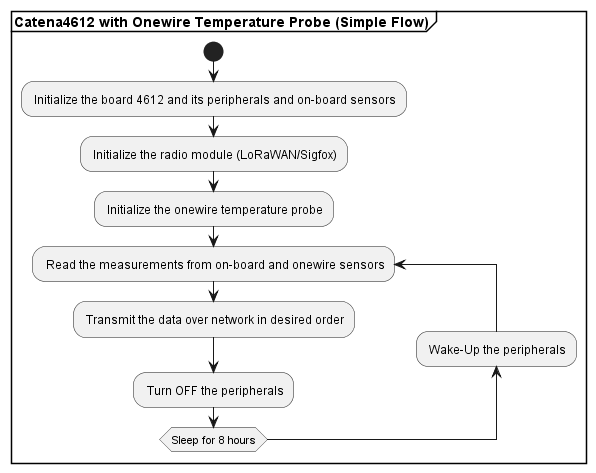 Catena4612 with Onewire Temperature Probe (Simple Flow)
Initialize the board 4612 and its peripherals and on-board sensors
Initialize the radio module (LoRaWAN/Sigfox)
Initialize the onewire temperature probe
Read the measurements from on-board and onewire sensors
Transmit the data over network in desired order
Wake-Up the peripherals
Turn OFF the peripherals
Sleep for 8 hours